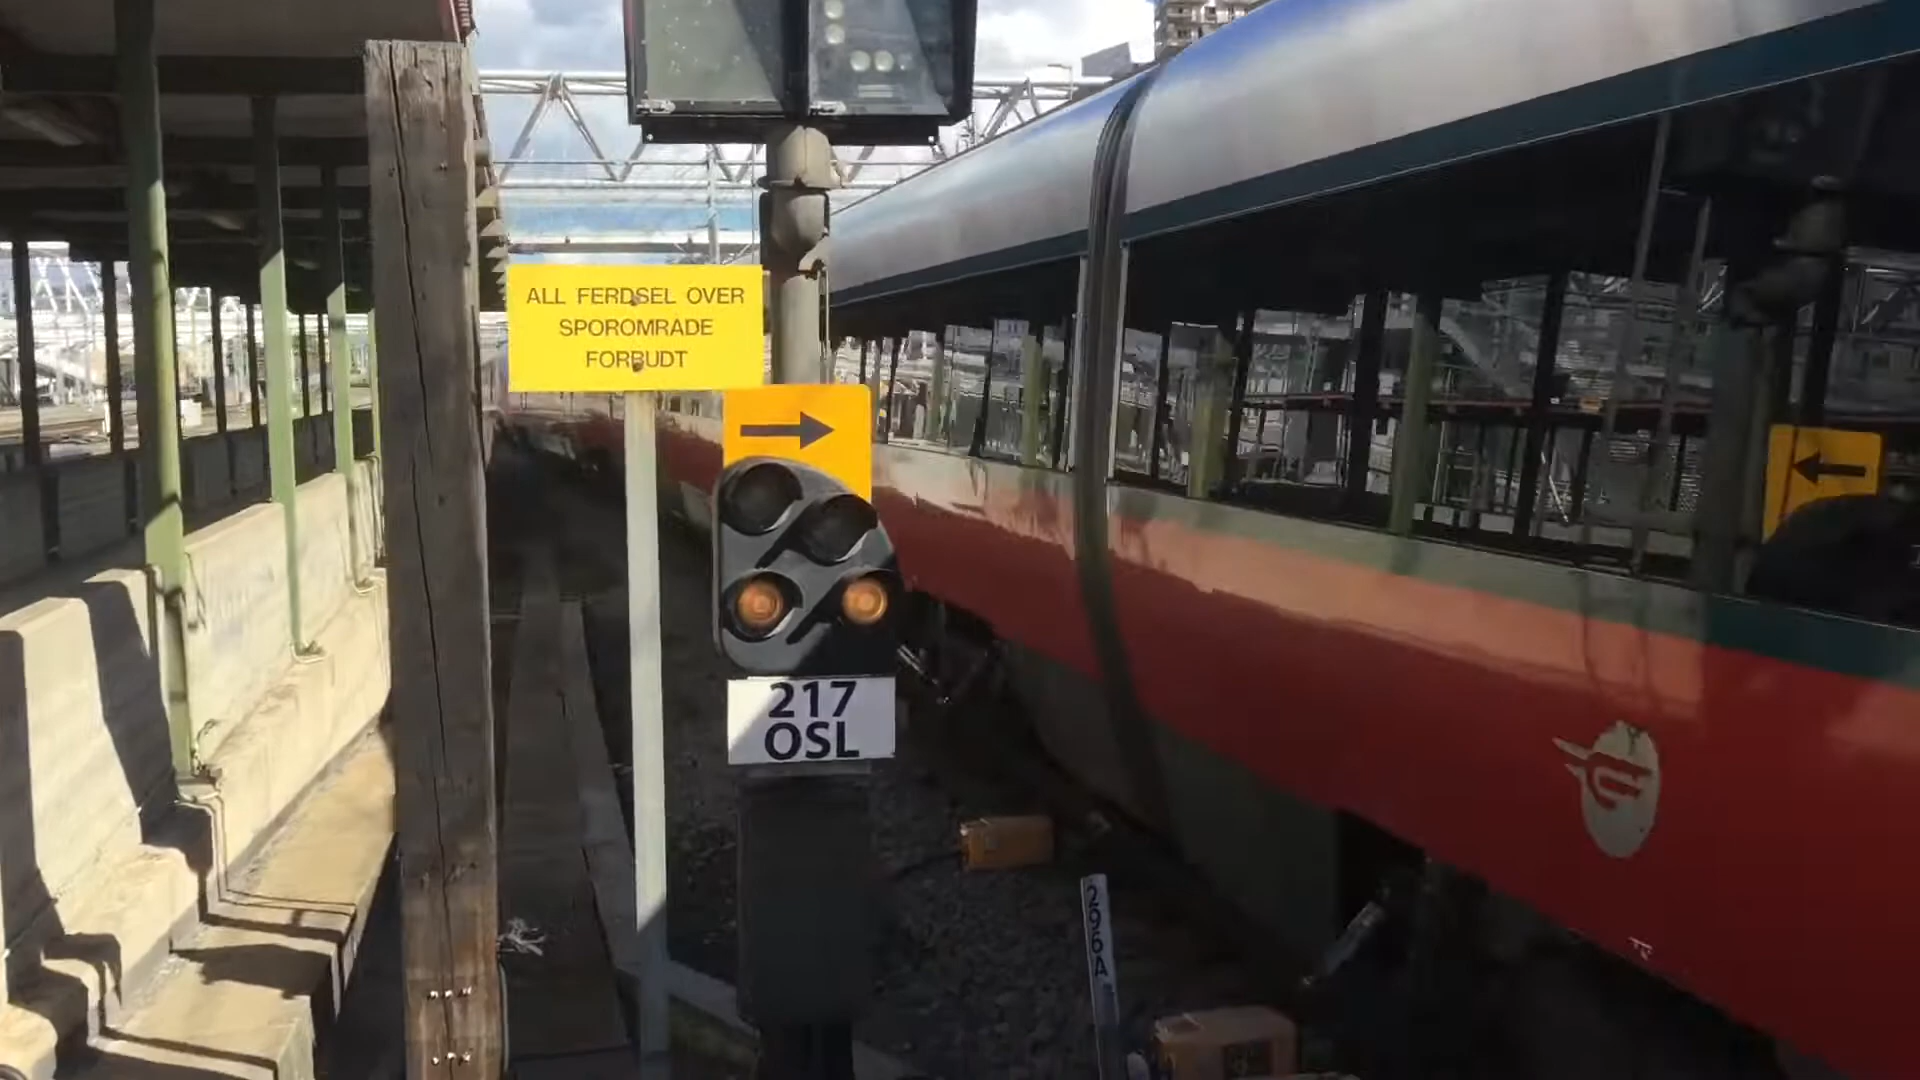 ALL FERDSEL OVER
SPOROMRADE
FORBUDT
217
OSL
296A